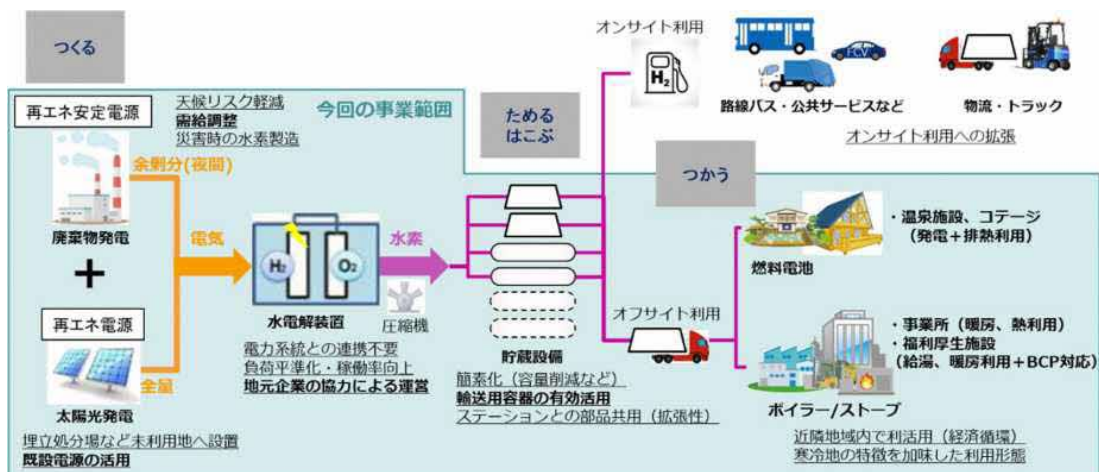 つくる
再エネ安定電源
天候リスク軽減
需給調整
災害時の水素製造
今回の事業範囲
余剰分(夜間)
廃棄物発電
+
再エネ電源
全量
太陽光発電
埋立処分場など未利用地へ設置
既設電源の活用
電気
H₂
O₂
水電解装置
電力系統との連携不要
負荷平準化・稼働率向上
地元企業の協力による運営
水素
圧縮機
ためる
はこぶ
貯蔵設備
簡素化（容量削減など）
輸送用容器の有効活用
ステーションとの部品共用（拡張性）
オンサイト利用
H₂
FCV
路線バス・公共サービスなど
物流・トラック
オンサイト利用への拡張
つかう
オフサイト利用
燃料電池
・温泉施設、コテージ
（発電＋排熱利用）
ボイラー/ストーブ
・事業所（暖房、熱利用）
・福利厚生施設
（給湯、暖房利用＋BCP対応）
近隣地域内で利活用（経済循環）
寒冷地の特徴を加味した利用形態